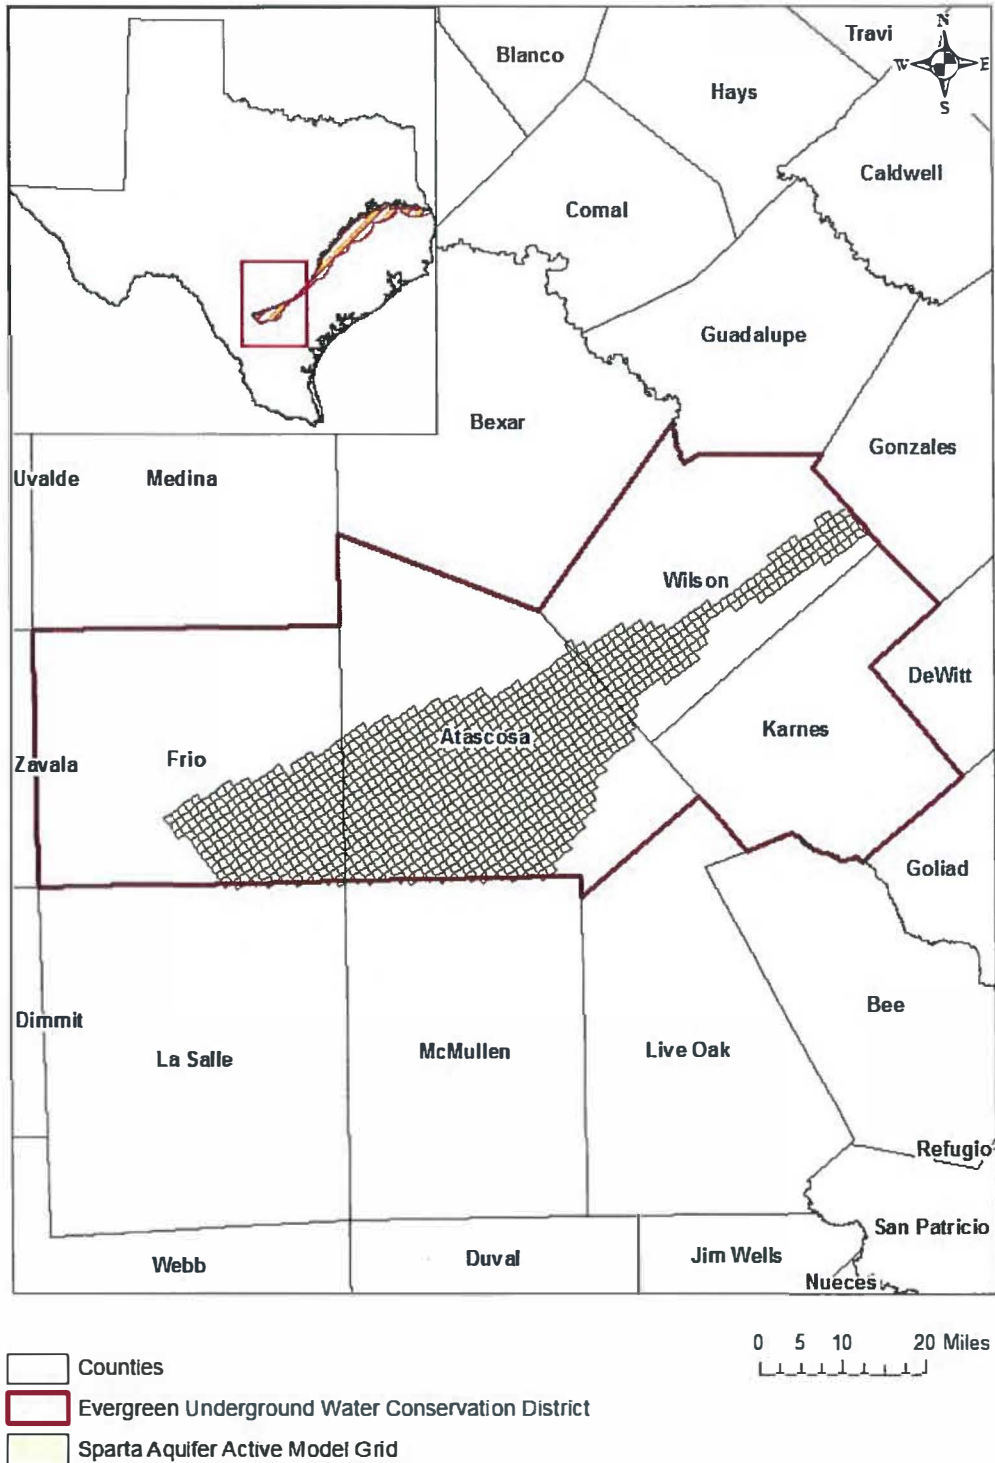 Blanco
Travi
N
W
E
S
Hays
Caldwell
Comal
Guadalupe
Bexar
Gonzales
Uvalde
Medina
Wilson
DeWitt
Atascosa
Karnes
Frio
Zavala
Goliad
Bee
Dimmit
La Salle
McMullen
Live Oak
Refugio
San Patricio
Webb
Duval
Jim Wells
Nueces
0 5 10 20 Miles
Counties
Evergreen Underground Water Conservation District
Sparta Aquifer Active Model Grid